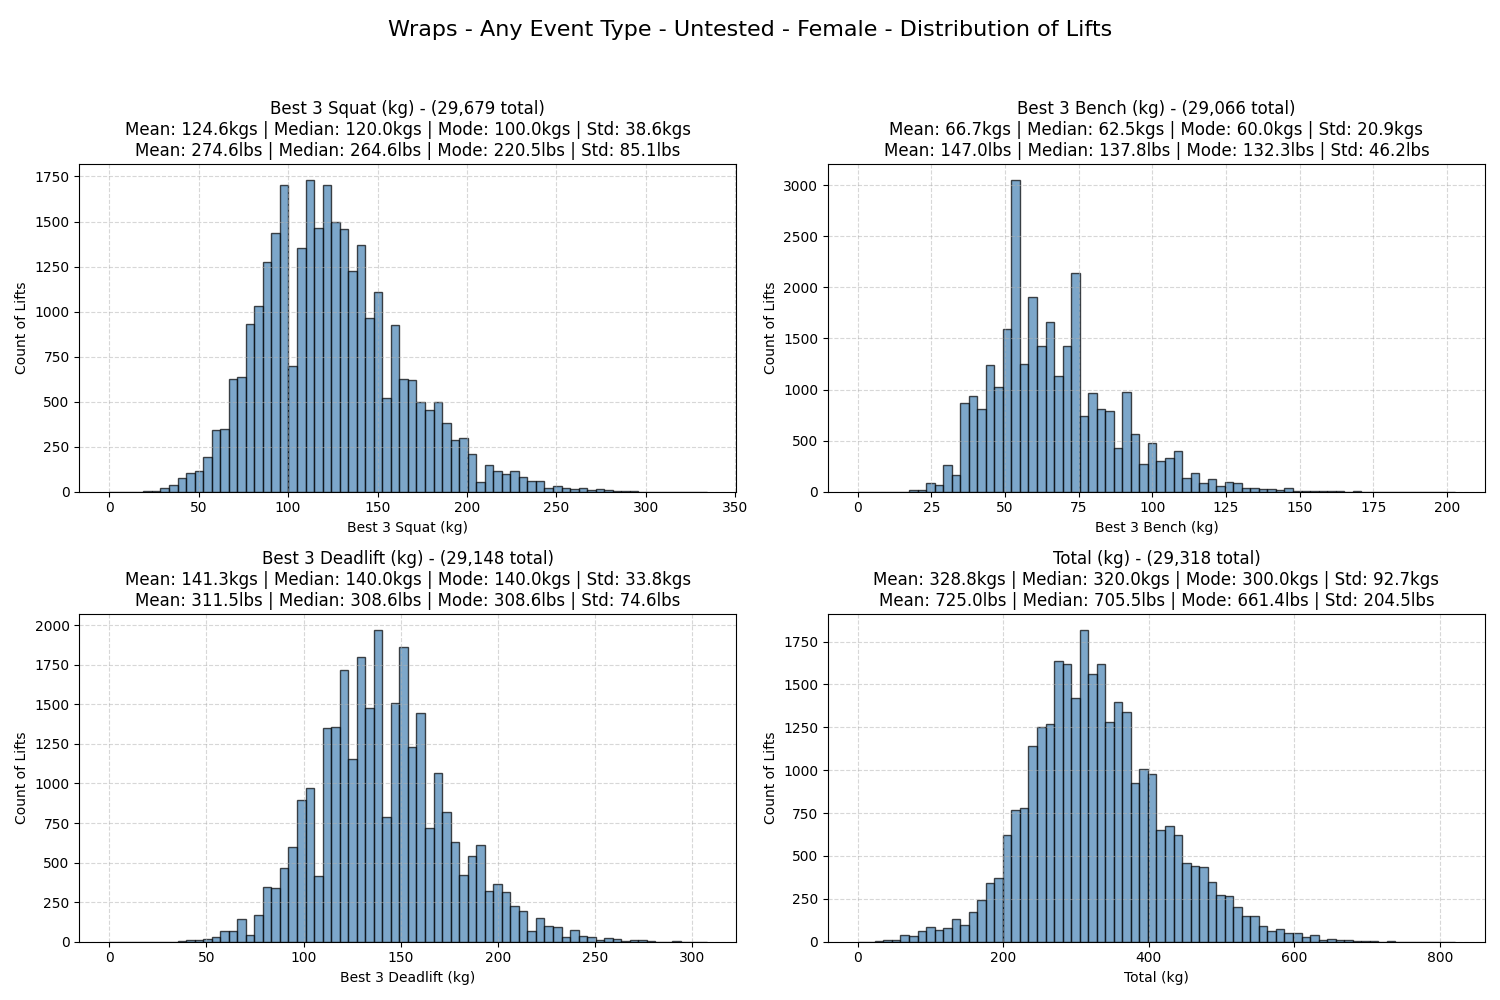 Wraps - Any Event Type - Untested - Female - Distribution of Lifts
Best 3 Squat (kg) - (29,679 total)
Mean: 124.6kgs | Median: 120.0kgs | Mode: 100.0kgs | Std: 38.6kgs
Mean: 274.6lbs | Median: 264.6lbs | Mode: 220.5lbs | Std: 85.1lbs
1750
1500
1250
1000
750
500
250
0
Count of Lifts
0 50 100 150 200 250 300 350
Best 3 Squat (kg)
Best 3 Bench (kg) - (29,066 total)
Mean: 66.7kgs | Median: 62.5kgs | Mode: 60.0kgs | Std: 20.9kgs
Mean: 147.0lbs | Median: 137.8lbs | Mode: 132.3lbs | Std: 46.2lbs
3000
2500
2000
1500
1000
500
0
Count of Lifts
0 25 50 75 100 125 150 175 200
Best 3 Bench (kg)
Best 3 Deadlift (kg) - (29,148 total)
Mean: 141.3kgs | Median: 140.0kgs | Mode: 140.0kgs | Std: 33.8kgs
Mean: 311.5lbs | Median: 308.6lbs | Mode: 308.6lbs | Std: 74.6lbs
2000
1750
1500
1250
1000
750
500
250
0
Count of Lifts
0 50 100 150 200 250 300
Best 3 Deadlift (kg)
Total (kg) - (29,318 total)
Mean: 328.8kgs | Median: 320.0kgs | Mode: 300.0kgs | Std: 92.7kgs
Mean: 725.0lbs | Median: 705.5lbs | Mode: 661.4lbs | Std: 204.5lbs
1750
1500
1250
1000
750
500
250
0
Count of Lifts
0 200 400 600 800
Total (kg)